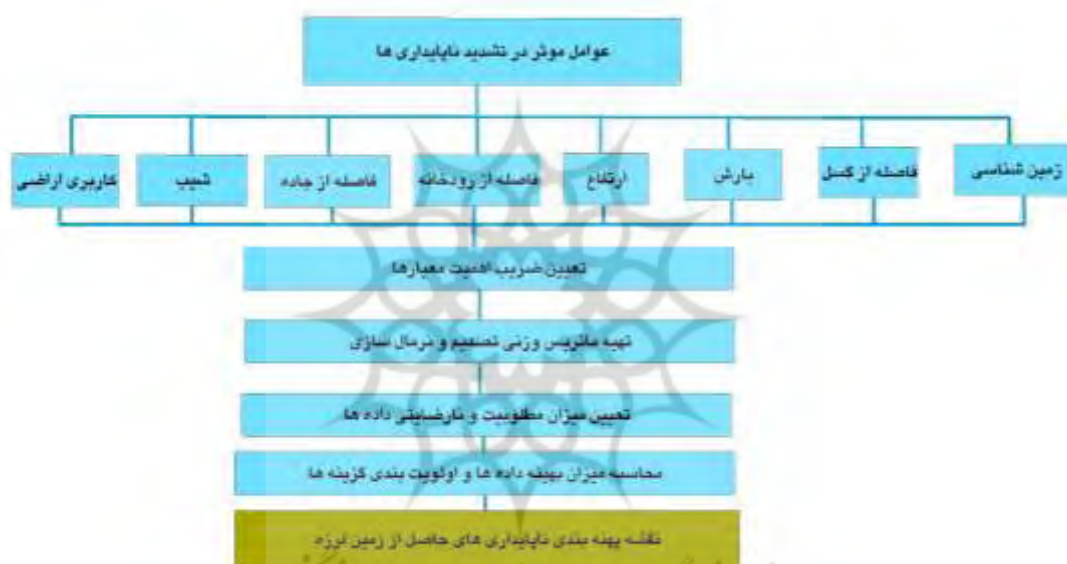 عوامل موثر در تشدید ناپایداری ها
زمین شناسی
فاصله از گسل
بارش
ارتفاع
فاصله از رودخانه
فاصله از جاده
شیب
کاربری اراضی
تعیین ضریب اهمیت معیارها
تهیه ماتریس وزنی تصمیم و نرمال سازی
تعیین میزان مطلوبیت و نارضایتی داده ها
محاسبه میزان بهینه داده ها و اولویت بندی گزینه ها
نقشه پهنه بندی ناپایداری های حاصل از زمین لرزه